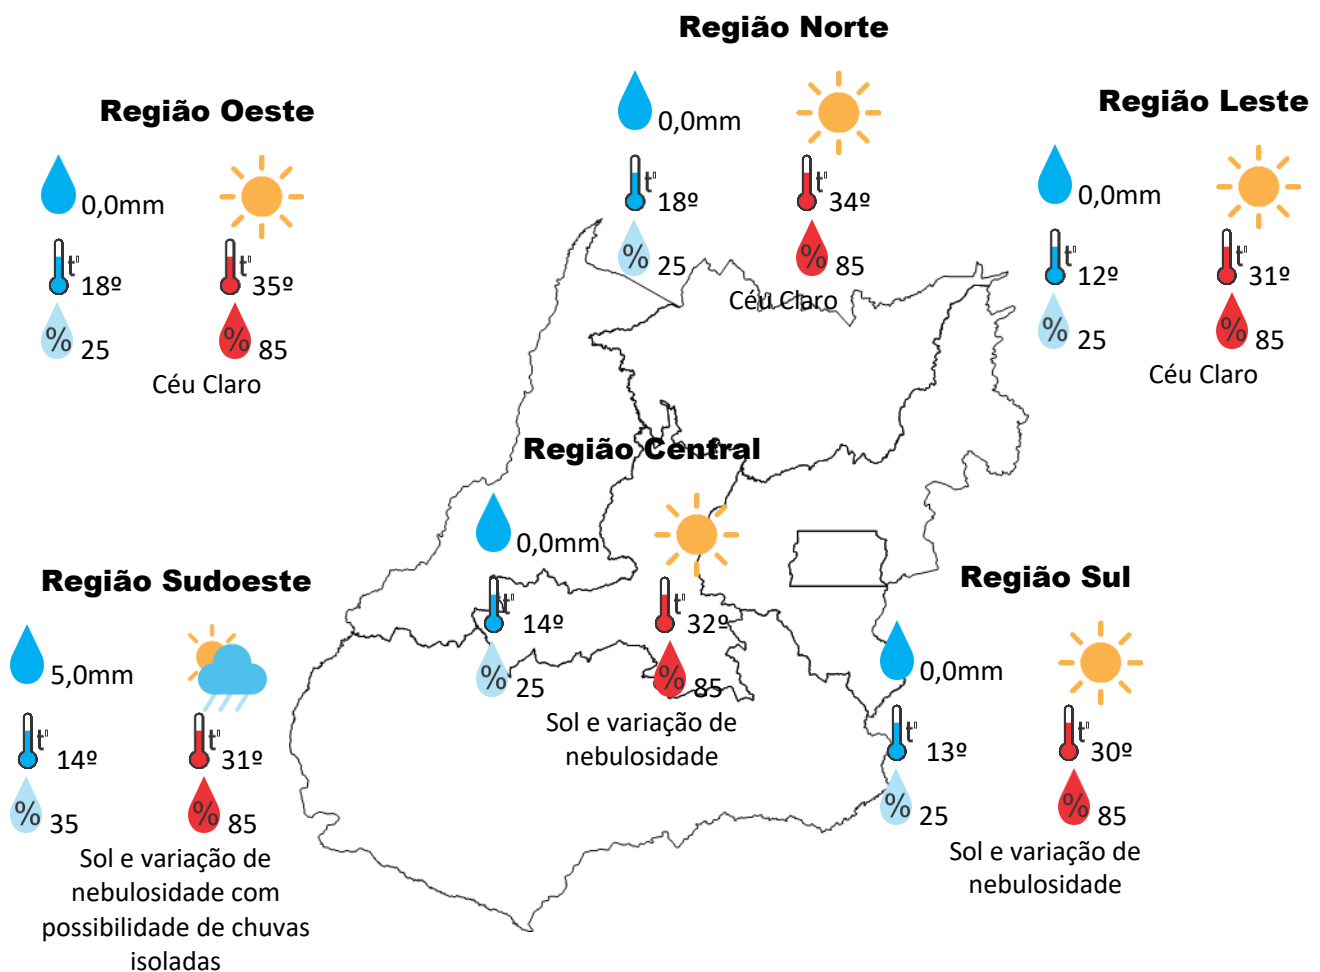 Região Norte
0,0mm
t° 18º
t° 34º
% 25
% 85
Céu Claro
Região Oeste
0,0mm
t° 18º
t° 35º
% 25
% 85
Céu Claro
Região Leste
0,0mm
t° 12º
t° 31º
% 25
% 85
Céu Claro
Região Central
0,0mm
t° 14º
t° 32º
% 25
% 85
Sol e variação de
nebulosidade
Região Sudoeste
5,0mm
t° 14º
t° 31º
% 35
% 85
Sol e variação de
nebulosidade com
possibilidade de chuvas
isoladas
Região Sul
0,0mm
t° 13º
t° 30º
% 25
% 85
Sol e variação de
nebulosidade